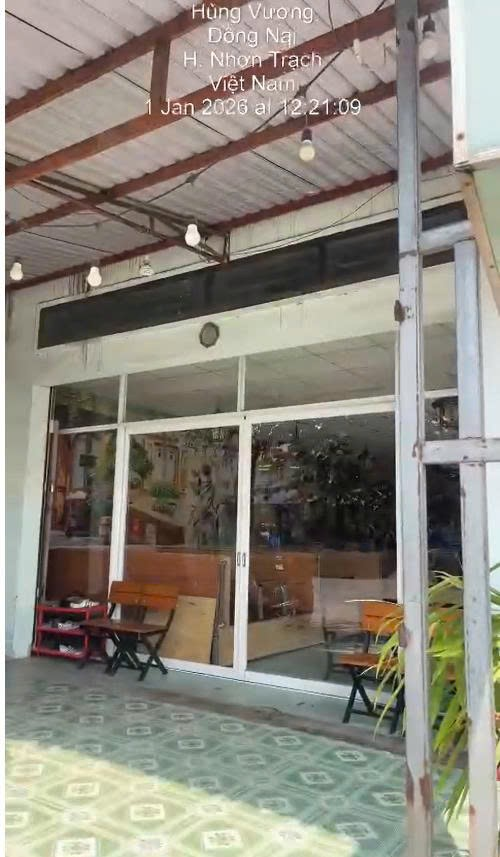 Hùng Vương
Đồng Nai
H. Nhơn Trạch
Việt Nam
1 Jan 2026 at 12:21:09